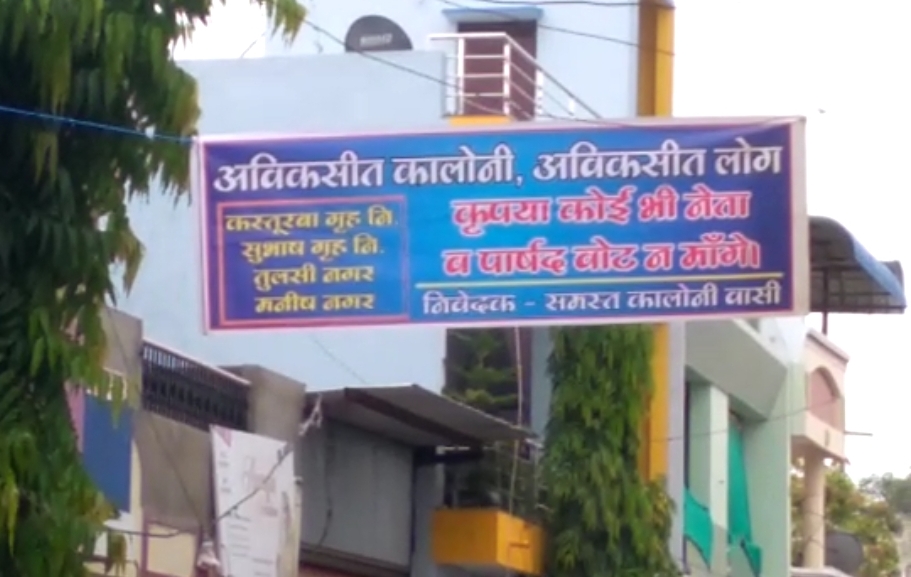 अविकसीत कालोनी, अविकसीत लोग
कस्तूरबा गृह नि.
सुभाष गृह नि.
तुलसी नगर
मनीष नगर
कृपया कोई भी नेता
व पार्षद वोट न माँगे।
निवेदक - समस्त कालोनी वासी